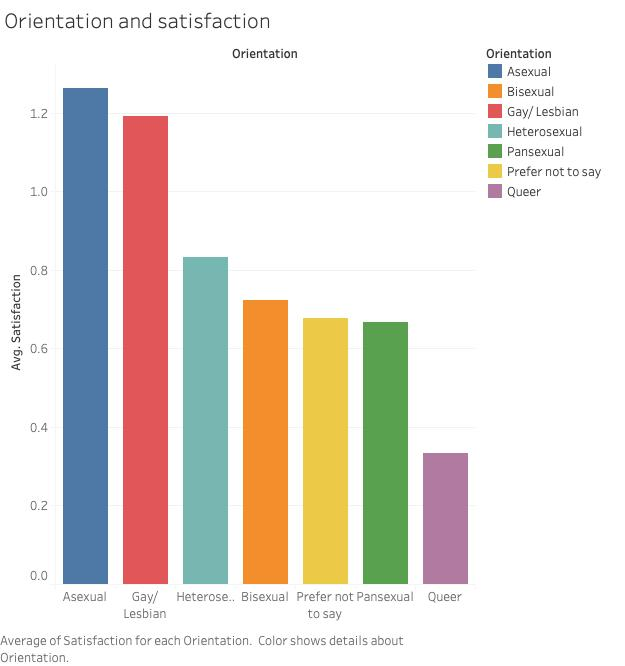 Orientation and satisfaction
Orientation
Orientation
Asexual
Bisexual
Gay/ Lesbian
Heterosexual
Pansexual
Prefer not to say
Queer
1.2
1.0
0.8
0.6
0.4
0.2
0.0
Avg. Satisfaction
Asexual
Gay/
Lesbian
Heterose..
Bisexual
Prefer not
to say
Pansexual
Queer
Average of Satisfaction for each Orientation. Color shows details about
Orientation.